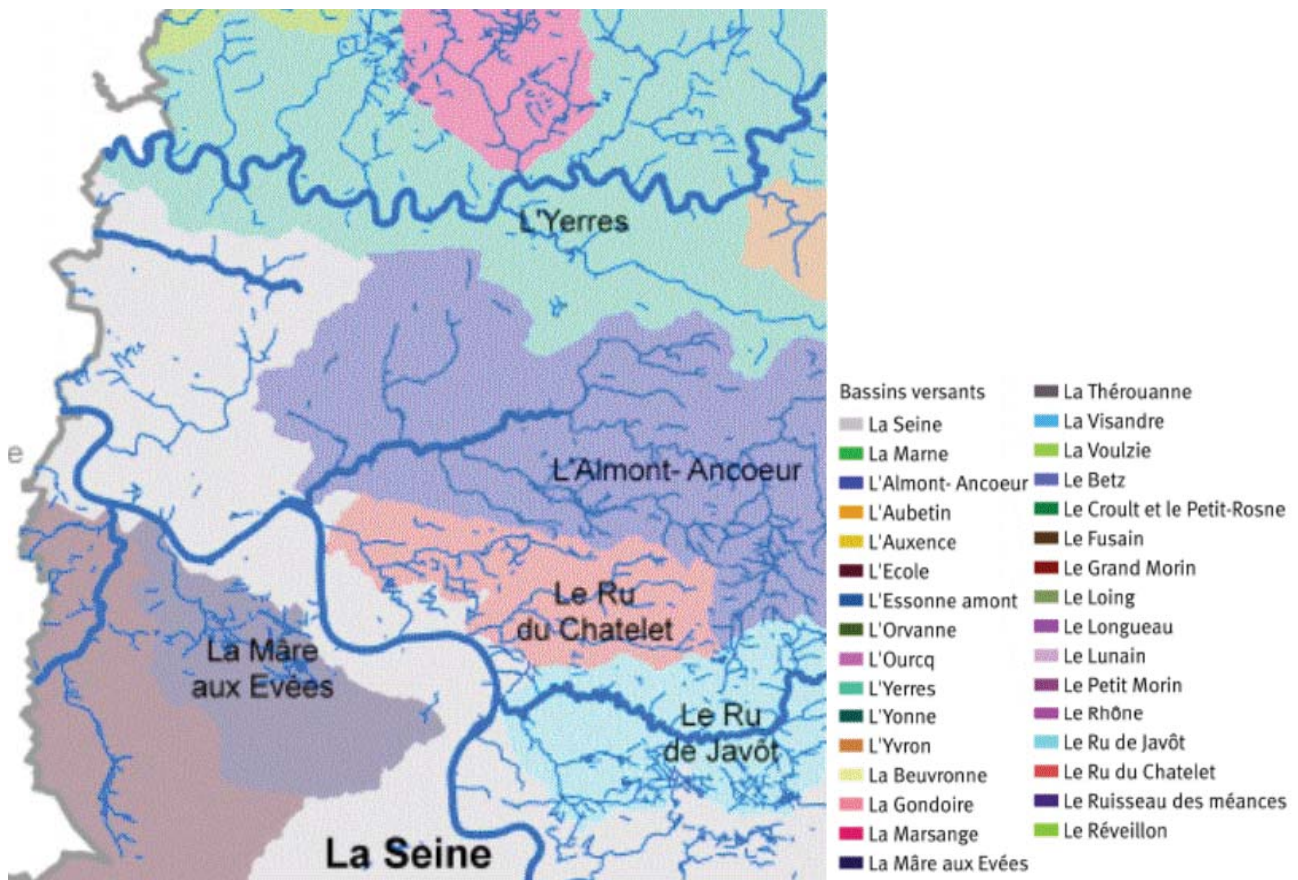 L'Yerres
e
L'Almont- Ancoeur
Le Ru
du Chatelet
La Mâre
aux Evées
Le Ru
de Javôt
La Seine
Bassins versants
La Seine
La Marne
L'Almont- Ancoeur
L'Aubetin
L'Auxence
L'Ecole
L'Essonne amont
L'Orvanne
L'Ourcq
L'Yerres
L'Yonne
L'Yvron
La Beuvronne
La Gondoire
La Marsange
La Mâre aux Evées
La Thérouanne
La Visandre
La Voulzie
Le Betz
Le Croult et le Petit-Rosne
Le Fusain
Le Grand Morin
Le Loing
Le Longueau
Le Lunain
Le Petit Morin
Le Rhône
Le Ru de Javôt
Le Ru du Chatelet
Le Ruisseau des méances
Le Réveillon